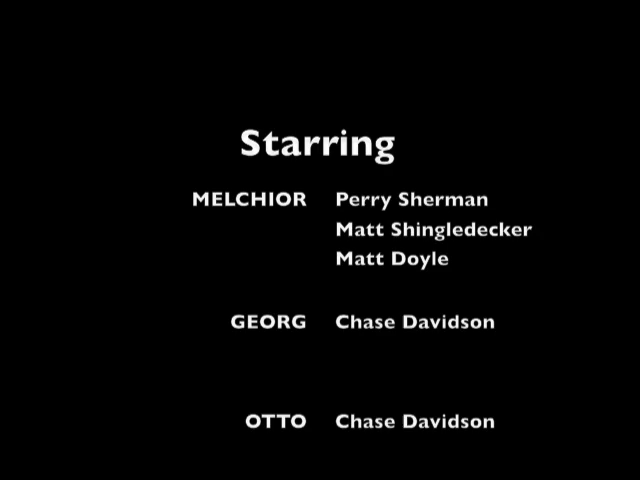 Starring
MELCHIOR Perry Sherman
Matt Shingledecker
Matt Doyle
GEORG Chase Davidson
OTTO Chase Davidson